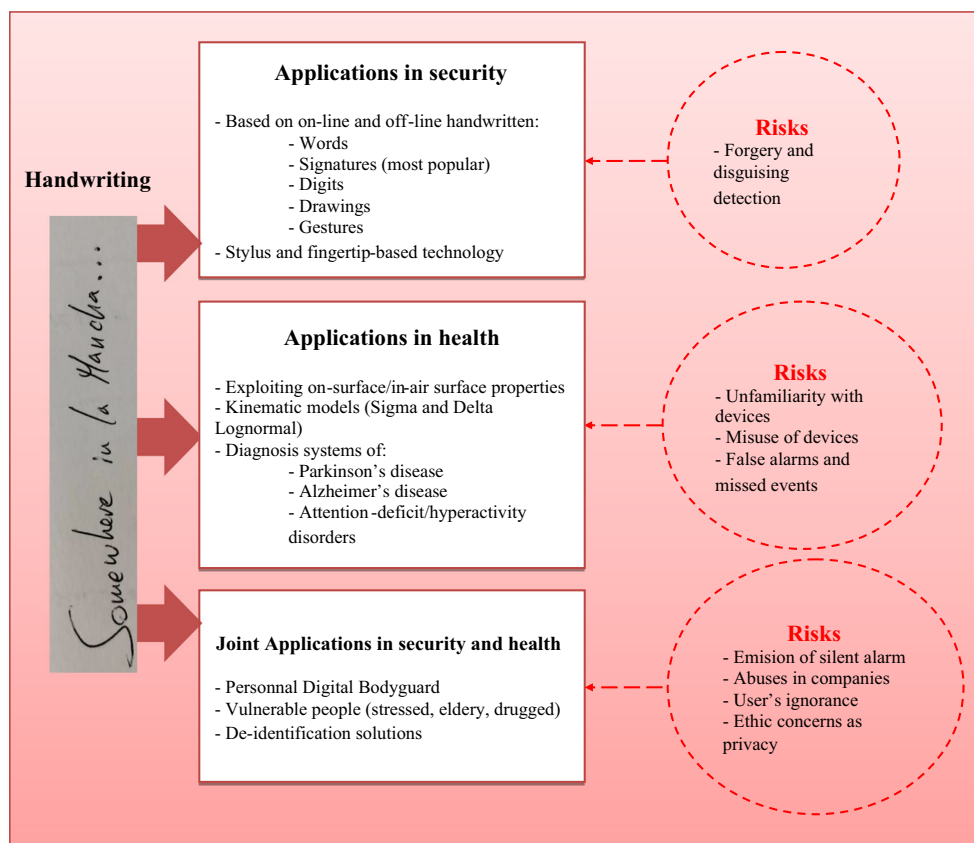 Handwriting
Somewhere in la Mancha...
Applications in security
- Based on on-line and off-line handwritten:
- Words
- Signatures (most popular)
- Digits
- Drawings
- Gestures
- Stylus and fingertip-based technology
Risks
- Forgery and
disguising
detection
Applications in health
- Exploiting on-surface/in-air surface properties
- Kinematic models (Sigma and Delta
Lognormal)
- Diagnosis systems of:
- Parkinson's disease
- Alzheimer's disease
- Attention-deficit/hyperactivity
disorders
Risks
- Unfamiliarity with
devices
- Misuse of devices
- False alarms and
missed events
Joint Applications in security and health
- Personnal Digital Bodyguard
- Vulnerable people (stressed, eldery, drugged)
- De-identification solutions
Risks
- Emision of silent alarm
- Abuses in companies
- User's ignorance
- Ethic concerns as
privacy